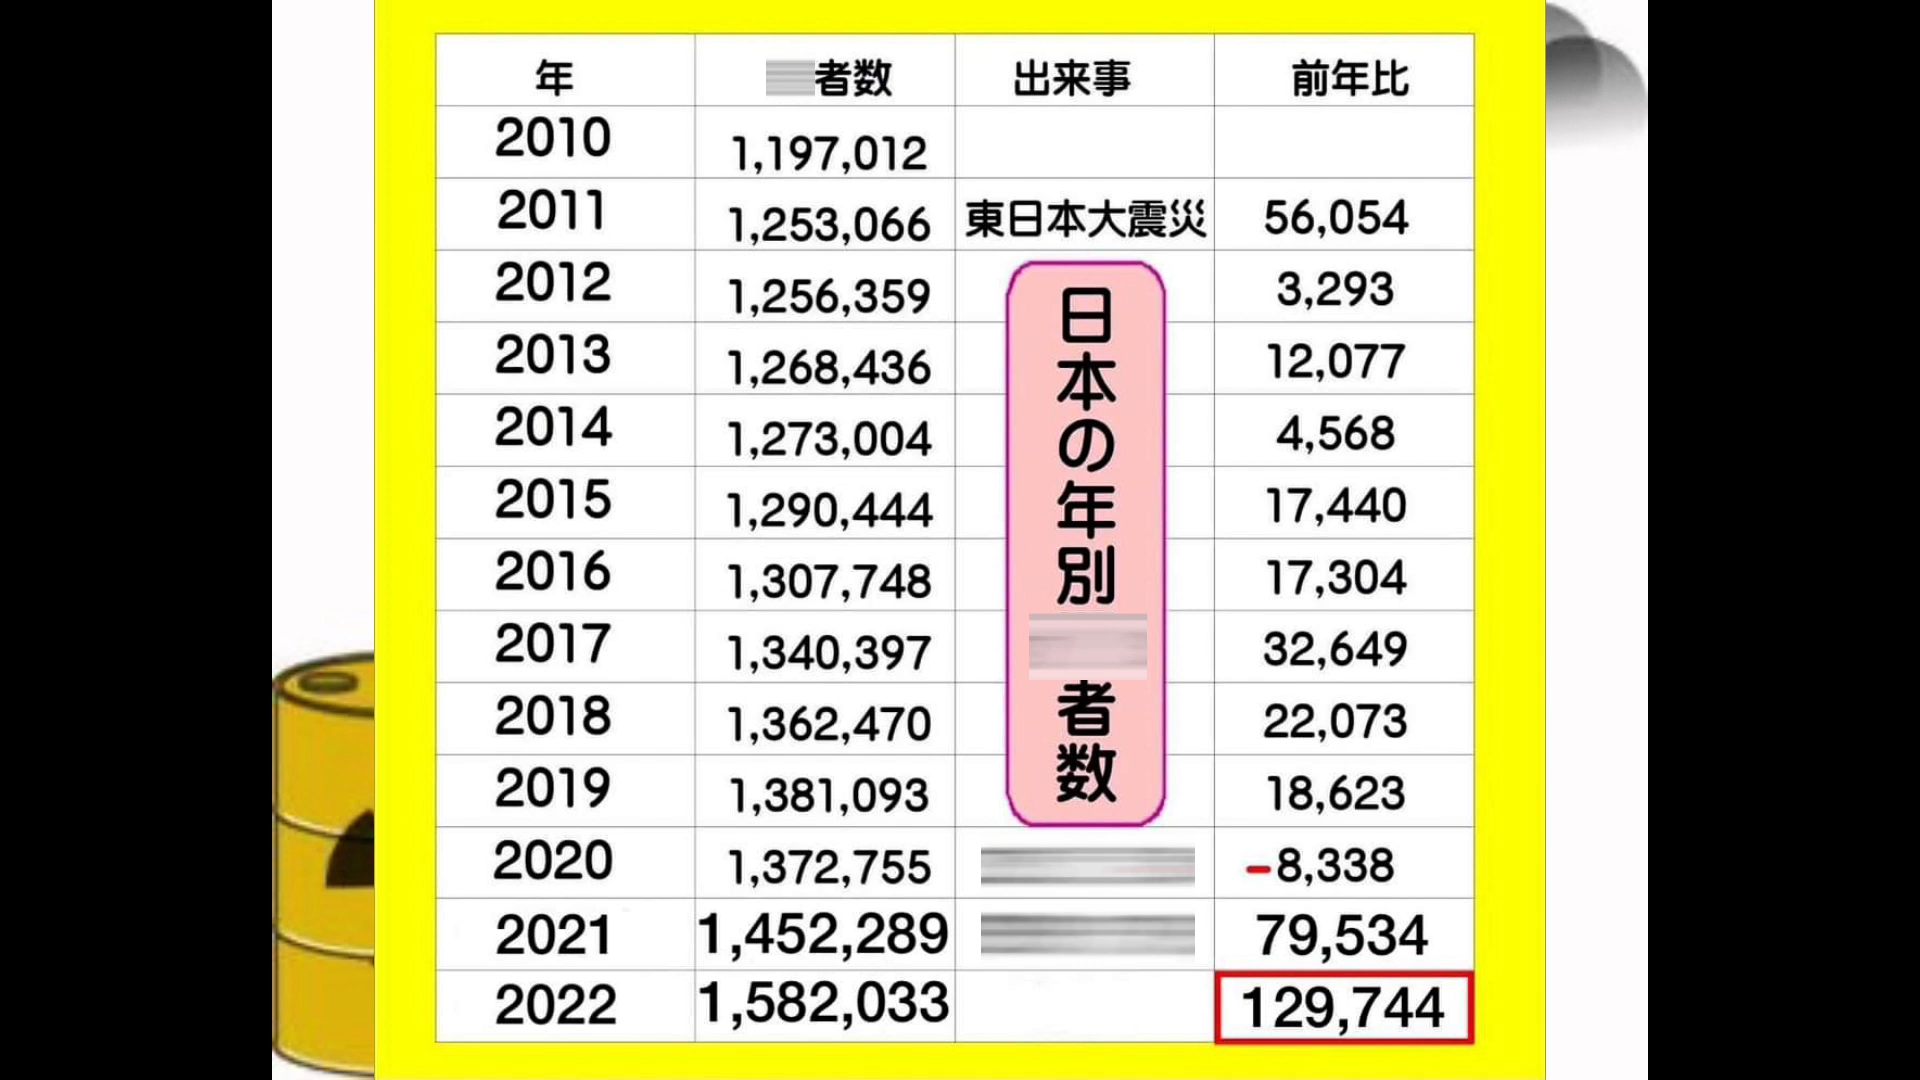 年 者数 出来事 前年比
2010 1,197,012
2011 1,253,066 東日本大震災 56,054
2012 1,256,359 3,293
2013 1,268,436 12,077
2014 1,273,004 4,568
2015 1,290,444 17,440
2016 1,307,748 17,304
2017 1,340,397 32,649
2018 1,362,470 22,073
2019 1,381,093 18,623
2020 1,372,755 -8,338
2021 1,452,289 79,534
2022 1,582,033 129,744
日本の年別
者数